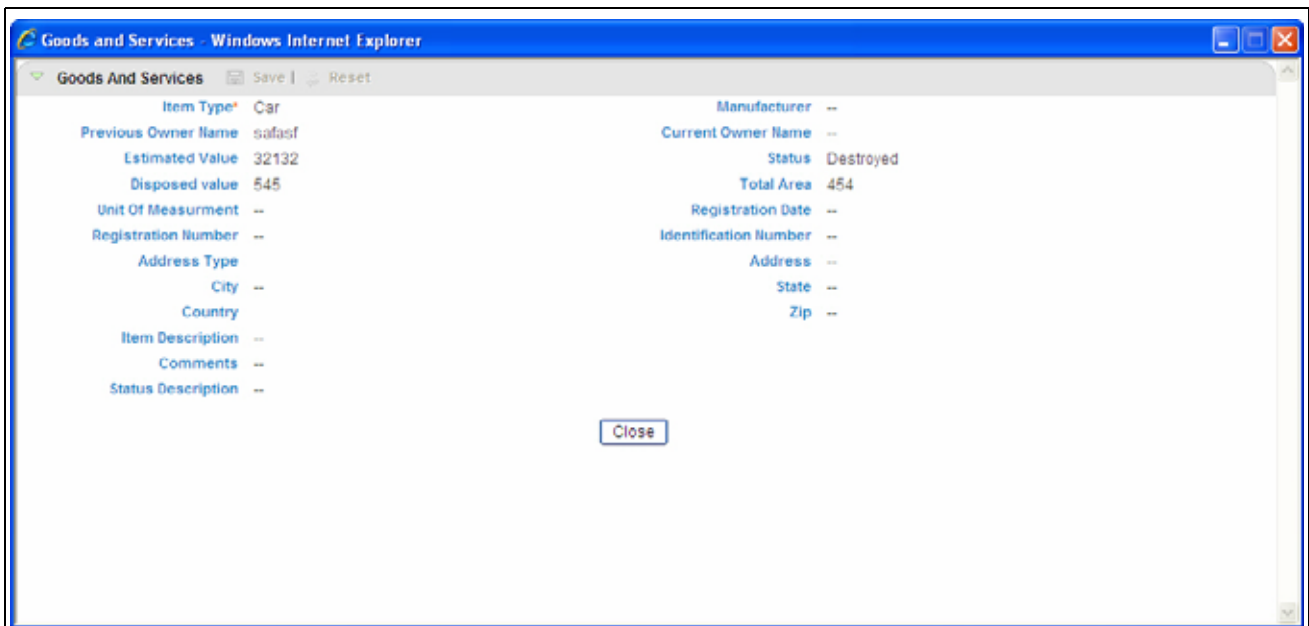 Goods and Services - Windows Internet Explorer
Goods And Services Save | Reset
Item Type* Car Manufacturer --
Previous Owner Name safasf Current Owner Name --
Estimated Value 32132 Status Destroyed
Disposed value 545 Total Area 454
Unit Of Measurment -- Registration Date --
Registration Number -- Identification Number --
Address Type Address --
City -- State --
Country Zip --
Item Description --
Comments --
Status Description --
Close